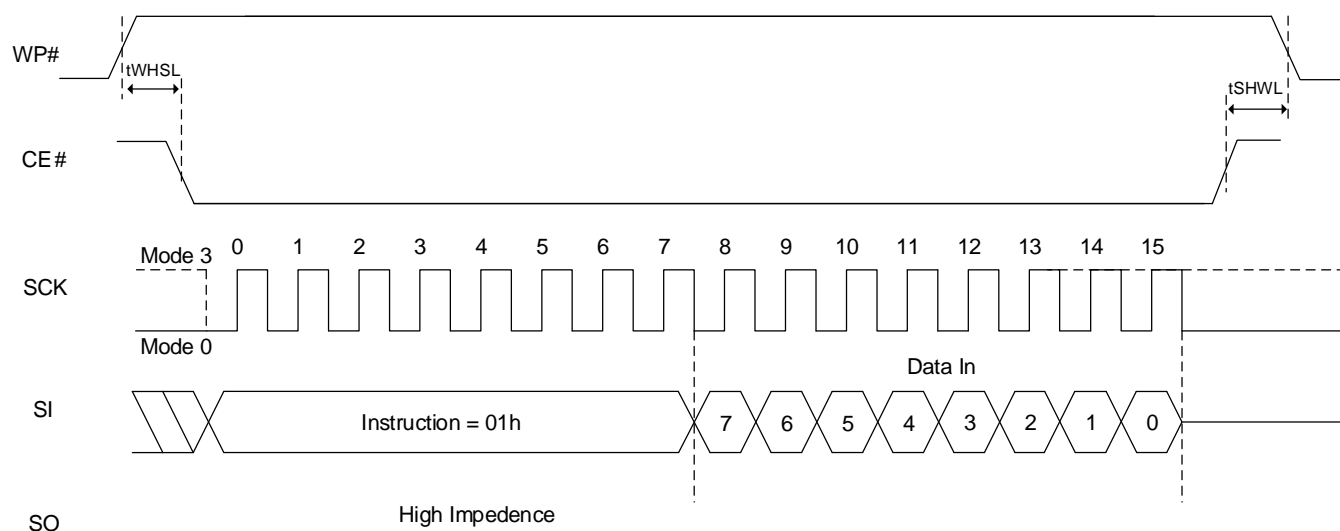 WP#
tWHSL
tSHWL
CE#
0 1 2 3 4 5 6 7 8 9 10 11 12 13 14 15
Mode 3
SCK
Mode 0
Data In
SI
Instruction = 01h
7 6 5 4 3 2 1 0
High Impedence
SO